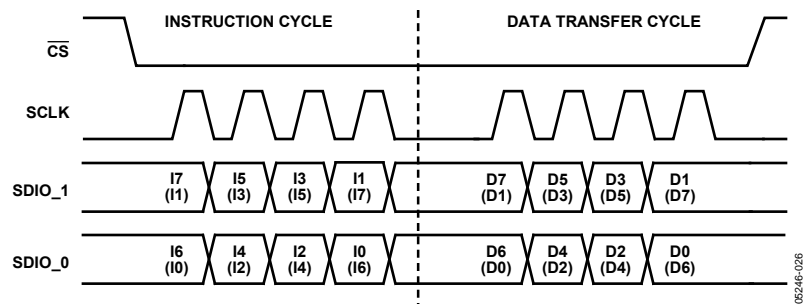 INSTRUCTION CYCLE DATA TRANSFER CYCLE
CS
SCLK
SDIO_1 I7 I5 I3 I1 D7 D5 D3 D1
(I1) (I3) (I5) (I7) (D1) (D3) (D5) (D7)
SDIO_0 I6 I4 I2 I0 D6 D4 D2 D0
(I0) (I2) (I4) (I6) (D0) (D2) (D4) (D6)
05246-026